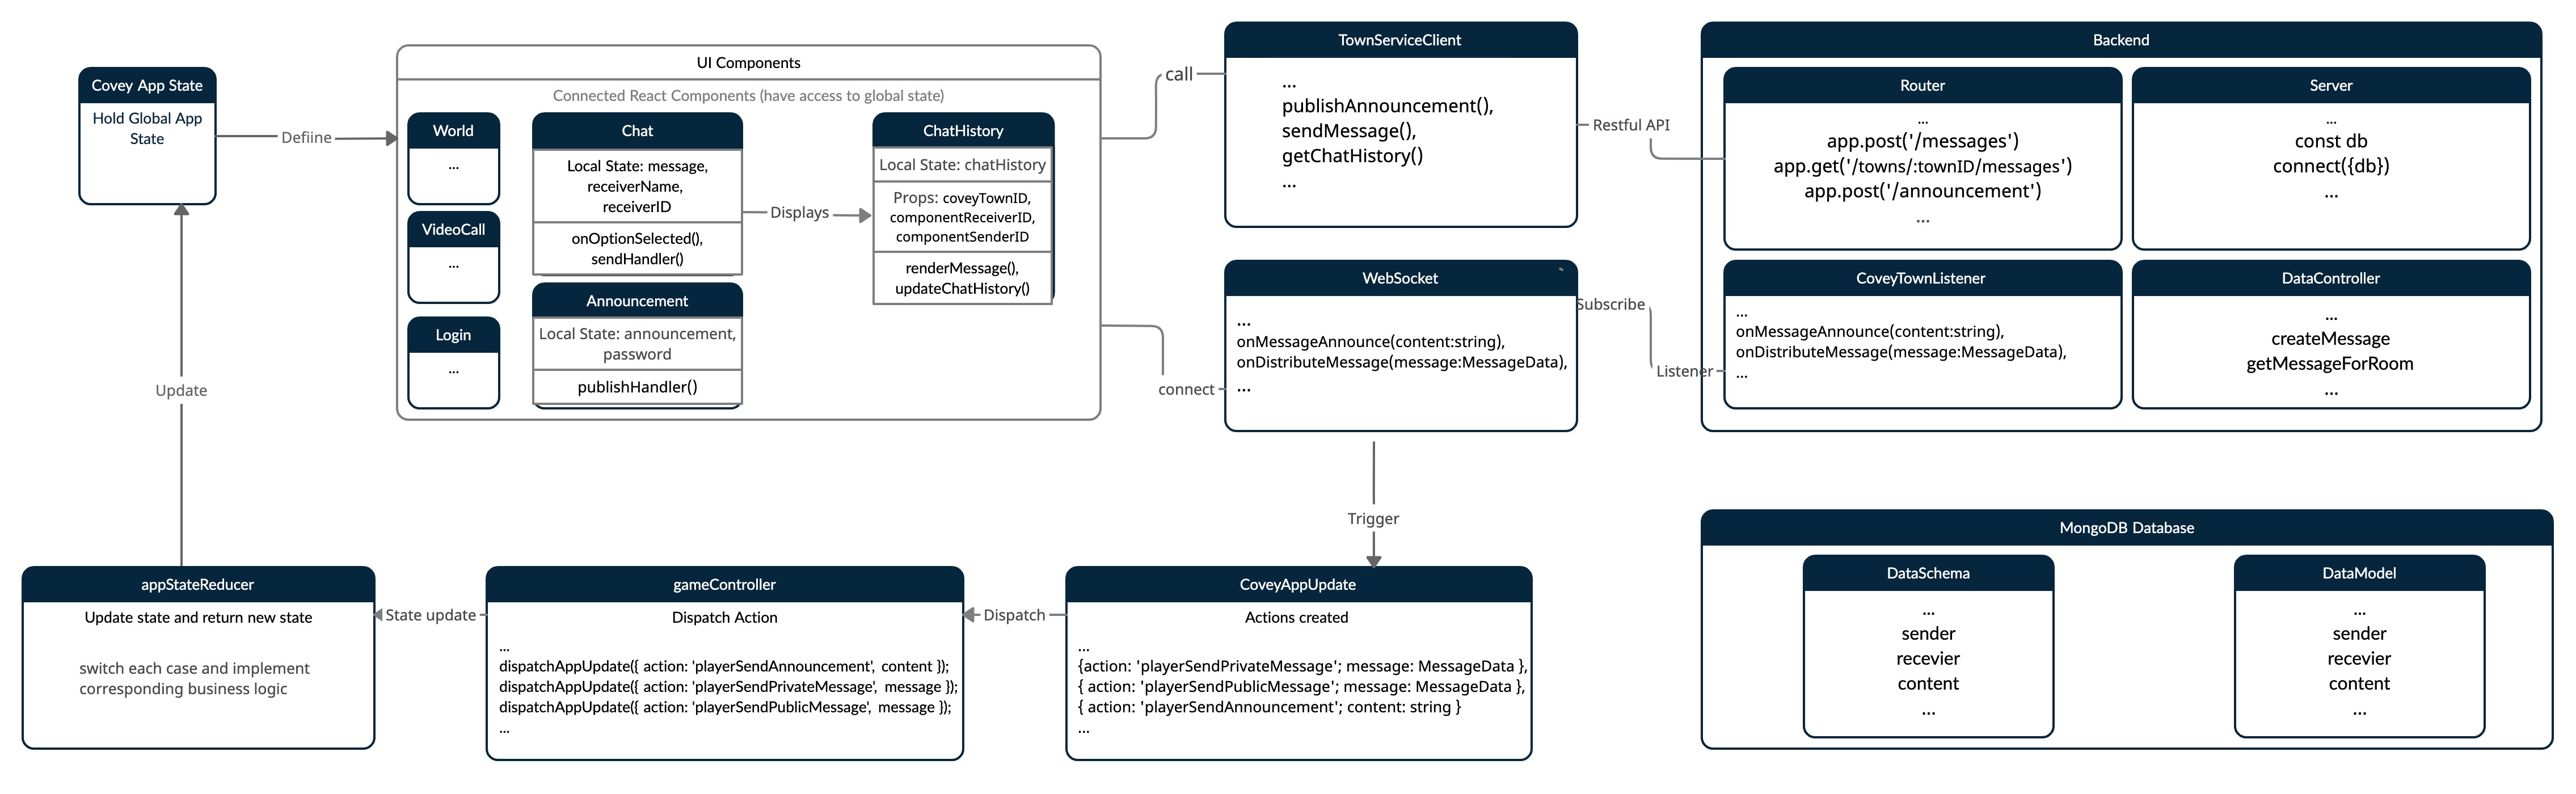 Covey App State
Hold Global App
State
Defiine
UI Components
Connected React Components (have access to global state)
World
...
VideoCall
...
Login
...
Chat
Local State: message,
receiverName,
receiverID
onOptionSelected(),
sendHandler()
Displays
Announcement
Local State: announcement,
password
publishHandler()
ChatHistory
Local State: chatHistory
Props: coveyTownID,
componentReceiverID,
componentSenderID
renderMessage(),
updateChatHistory()
call
connect
TownServiceClient
...
publishAnnouncement(),
sendMessage(),
getChatHistory()
...
Restful API
WebSocket
...
onMessageAnnounce(content:string),
onDistributeMessage(message:MessageData),
...
Subscribe
Listener
Backend
Router
...
app.post('/messages')
app.get('/towns/:townID/messages')
app.post('/announcement')
...
Server
...
const db
connect({db})
...
CoveyTownListener
...
onMessageAnnounce(content:string),
onDistributeMessage(message:MessageData),
...
DataController
...
createMessage
getMessageForRoom
...
Update
Trigger
appStateReducer
Update state and return new state
switch each case and implement
corresponding business logic
State update
gameController
Dispatch Action
...
dispatchAppUpdate({ action: 'playerSendAnnouncement', content });
dispatchAppUpdate({ action: 'playerSendPrivateMessage', message });
dispatchAppUpdate({ action: 'playerSendPublicMessage', message });
...
Dispatch
CoveyAppUpdate
Actions created
...
{action: 'playerSendPrivateMessage'; message: MessageData },
{ action: 'playerSendPublicMessage'; message: MessageData },
{ action: 'playerSendAnnouncement'; content: string }
...
MongoDB Database
DataSchema
...
sender
recevier
content
...
DataModel
...
sender
recevier
content
...